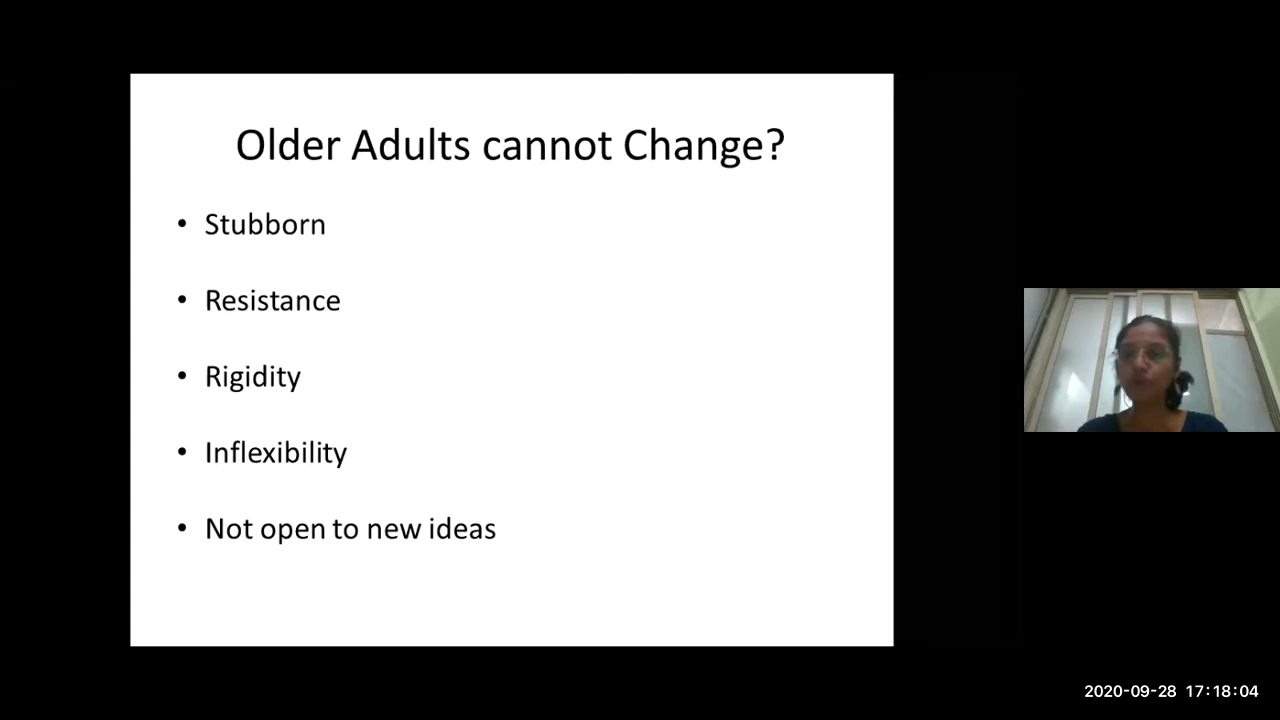 Older Adults cannot Change?
• Stubborn
• Resistance
• Rigidity
• Inflexibility
• Not open to new ideas
2020-09-28 17:18:04